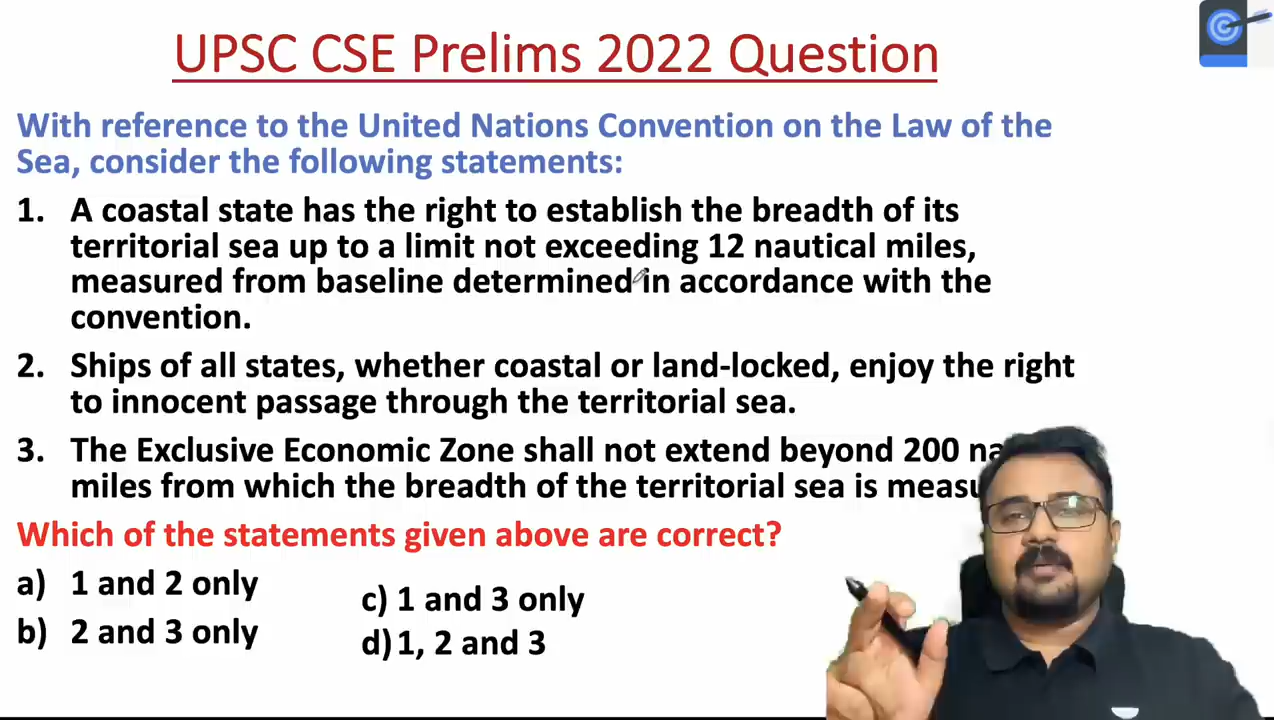 UPSC CSE Prelims 2022 Question
With reference to the United Nations Convention on the Law of the
Sea, consider the following statements:
1. A coastal state has the right to establish the breadth of its
territorial sea up to a limit not exceeding 12 nautical miles,
measured from baseline determined in accordance with the
convention.
2. Ships of all states, whether coastal or land-locked, enjoy the right
to innocent passage through the territorial sea.
3. The Exclusive Economic Zone shall not extend beyond 200
miles from which the breadth of the territorial sea is
Which of the statements given above are correct?
a) 1 and 2 only
b) 2 and 3 only
c) 1 and 3 only
d) 1, 2 and 3